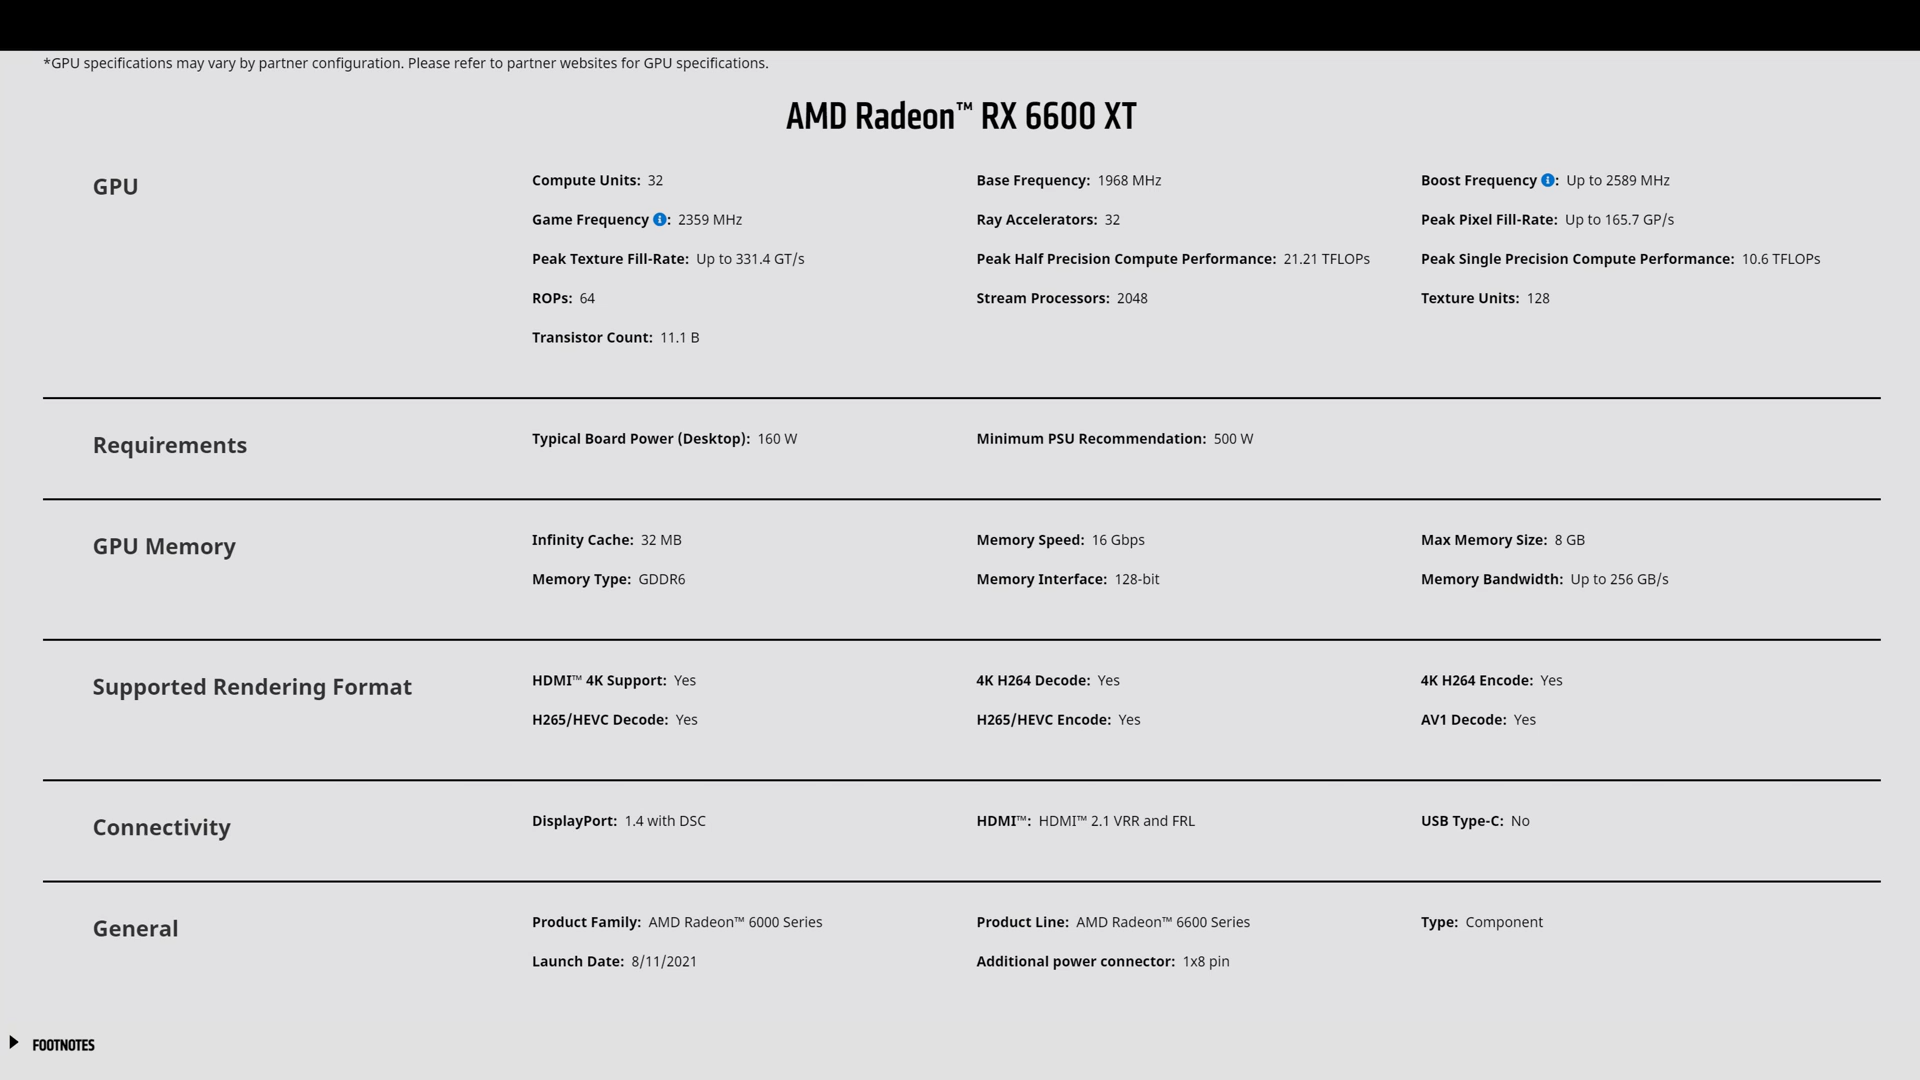 *GPU specifications may vary by partner configuration. Please refer to partner websites for GPU specifications.
AMD Radeon™ RX 6600 XT
GPU
Compute Units: 32
Base Frequency: 1968 MHz
Boost Frequency : Up to 2589 MHz
Game Frequency : 2359 MHz
Ray Accelerators: 32
Peak Pixel Fill-Rate: Up to 165.7 GP/s
Peak Texture Fill-Rate: Up to 331.4 GT/s
Peak Half Precision Compute Performance: 21.21 TFLOPs
Peak Single Precision Compute Performance: 10.6 TFLOPs
ROPs: 64
Stream Processors: 2048
Texture Units: 128
Transistor Count: 11.1 B
Requirements
Typical Board Power (Desktop): 160 W
Minimum PSU Recommendation: 500 W
GPU Memory
Infinity Cache: 32 MB
Memory Speed: 16 Gbps
Max Memory Size: 8 GB
Memory Type: GDDR6
Memory Interface: 128-bit
Memory Bandwidth: Up to 256 GB/s
Supported Rendering Format
HDMI™ 4K Support: Yes
4K H264 Decode: Yes
4K H264 Encode: Yes
H265/HEVC Decode: Yes
H265/HEVC Encode: Yes
AV1 Decode: Yes
Connectivity
DisplayPort: 1.4 with DSC
HDMI™: HDMI™ 2.1 VRR and FRL
USB Type-C: No
General
Product Family: AMD Radeon™ 6000 Series
Product Line: AMD Radeon™ 6600 Series
Type: Component
Launch Date: 8/11/2021
Additional power connector: 1x8 pin
FOOTNOTES